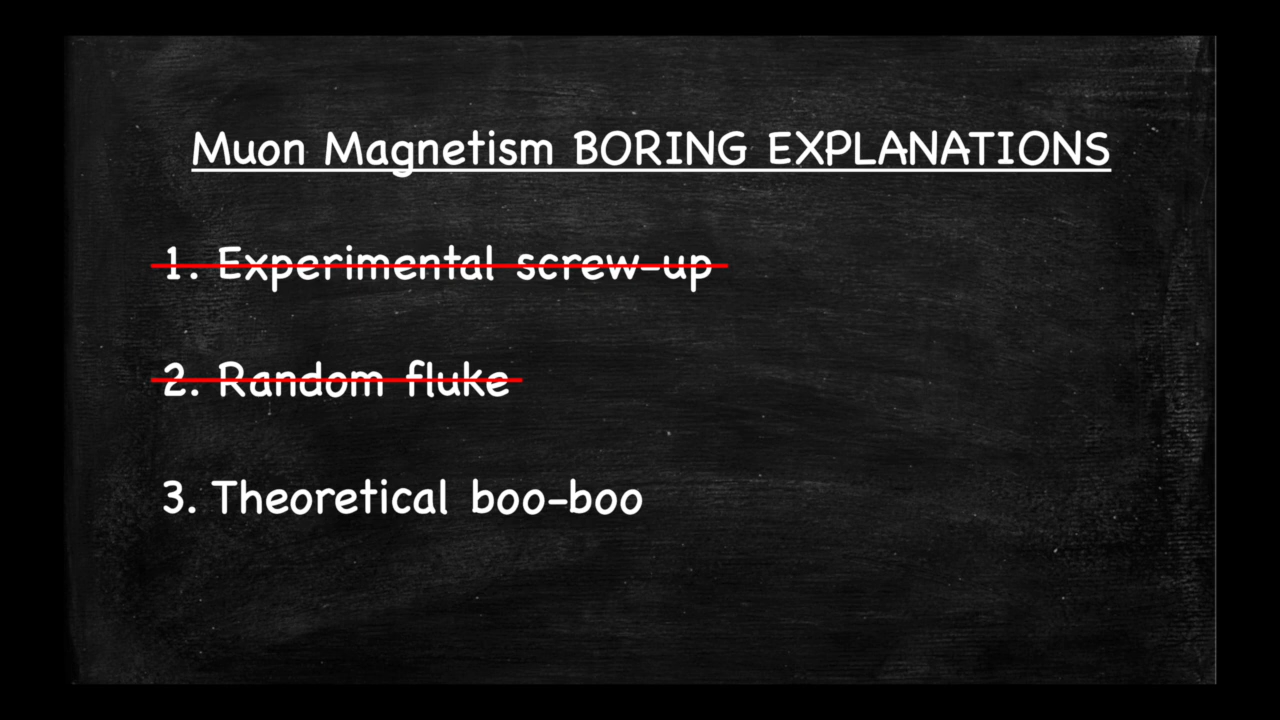 Muon Magnetism BORING EXPLANATIONS
1. Experimental screw-up
2. Random fluke
3. Theoretical boo-boo